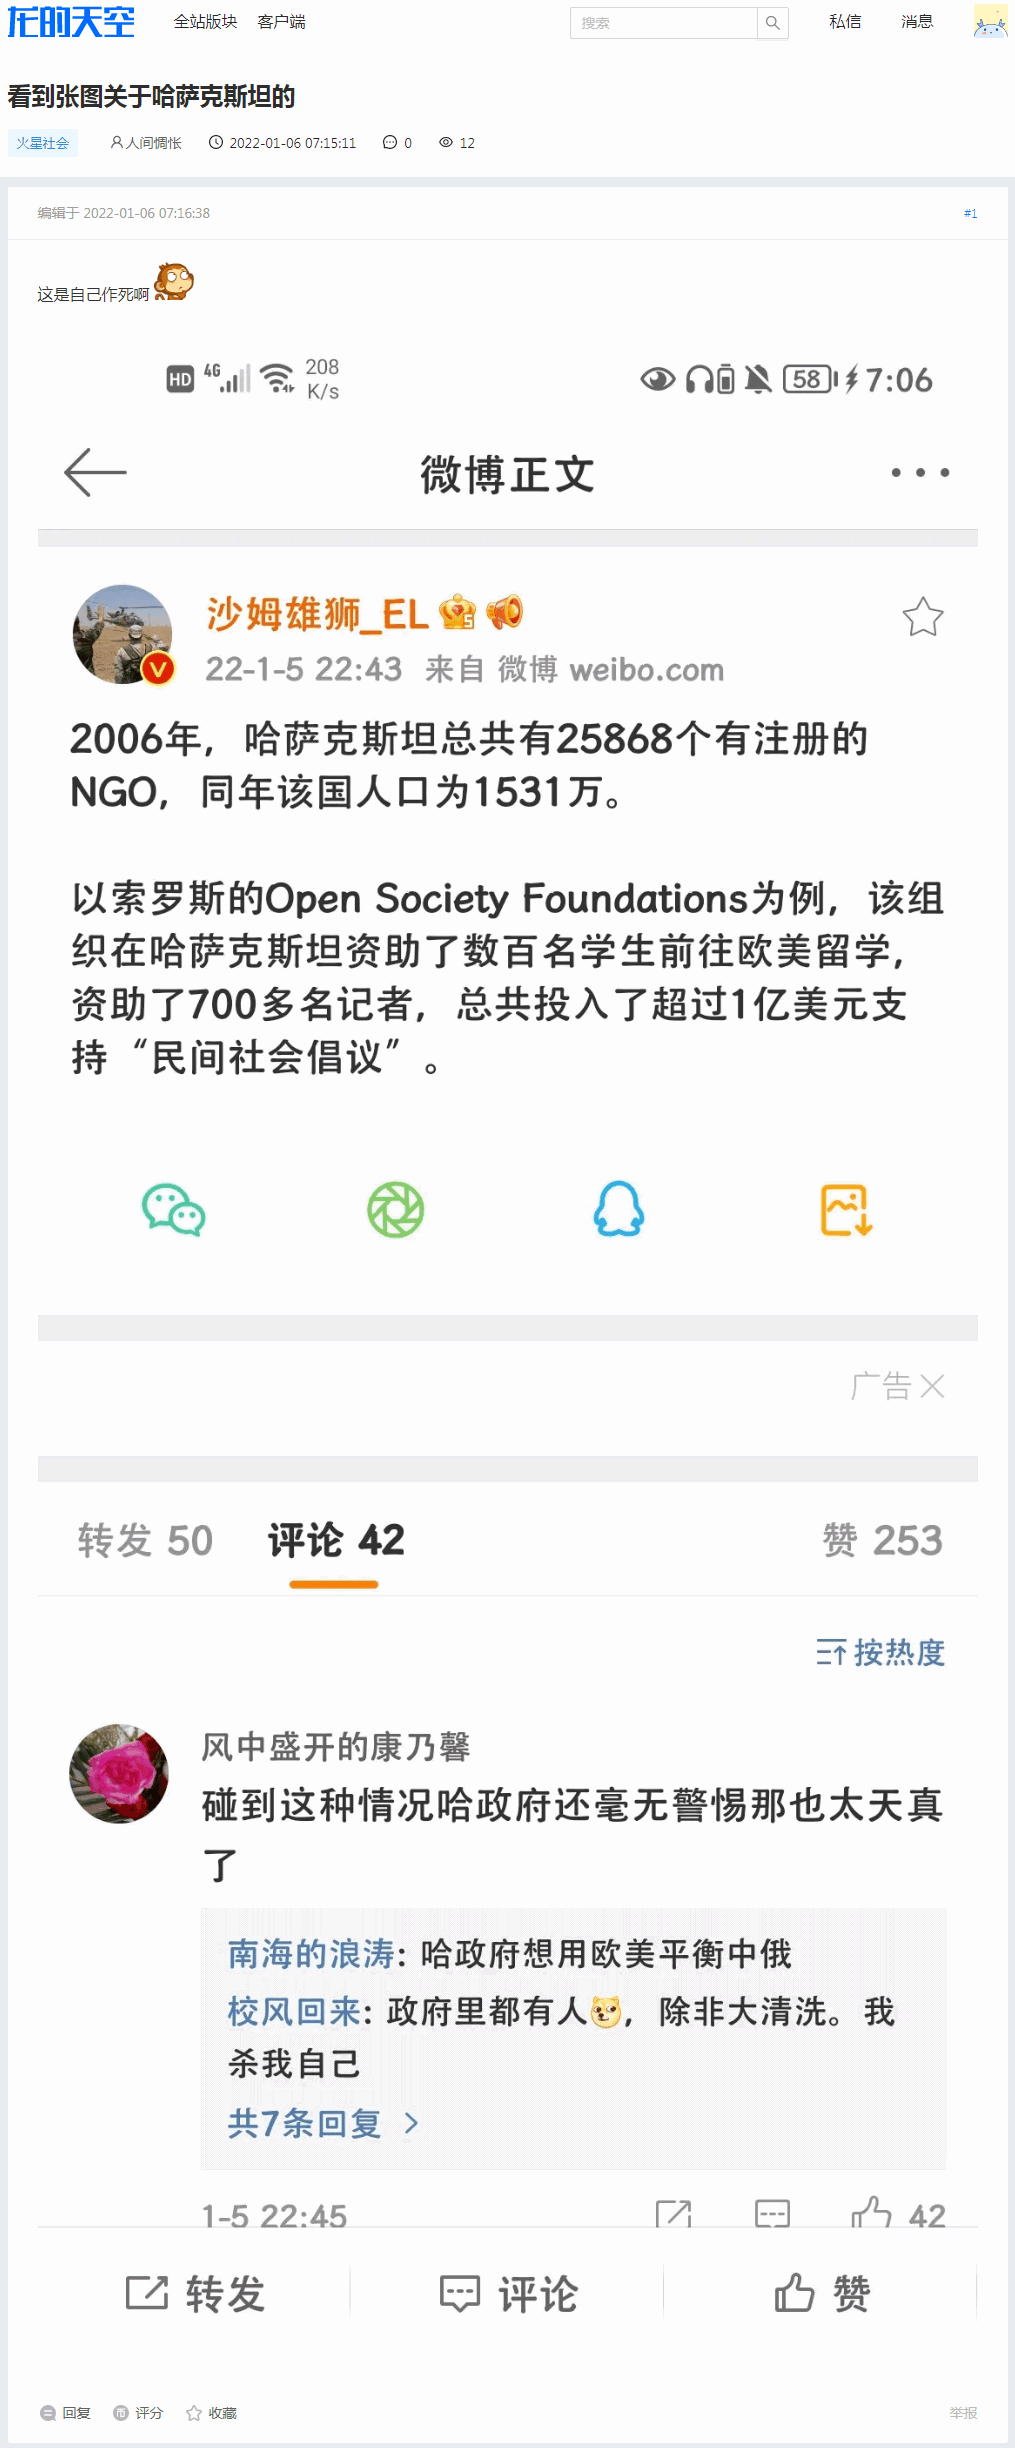 龙的天空 全站版块 客户端 搜索 私信 消息
看到张图关于哈萨克斯坦的
火星社会 人间惆怅 2022-01-06 07:15:11 0 12
编辑于 2022-01-06 07:16:38 #1
这是自己作死啊
HD 4G 208 K/s 58 7:06
微博正文
沙姆雄狮_EL
22-1-5 22:43 来自 微博 weibo.com
2006年，哈萨克斯坦总共有25868个有注册的
NGO，同年该国人口为1531万。
以索罗斯的Open Society Foundations为例，该组
织在哈萨克斯坦资助了数百名学生前往欧美留学，
资助了700多名记者，总共投入了超过1亿美元支
持“民间社会倡议”。
广告
转发 50 评论 42 赞 253
按热度
风中盛开的康乃馨
碰到这种情况哈政府还毫无警惕那也太天真
了
南海的浪涛: 哈政府想用欧美平衡中俄
校风回来: 政府里都有人，除非大清洗。我
杀我自己
共7条回复
1-5 22:45 42
转发 评论 赞
回复 评分 收藏 举报